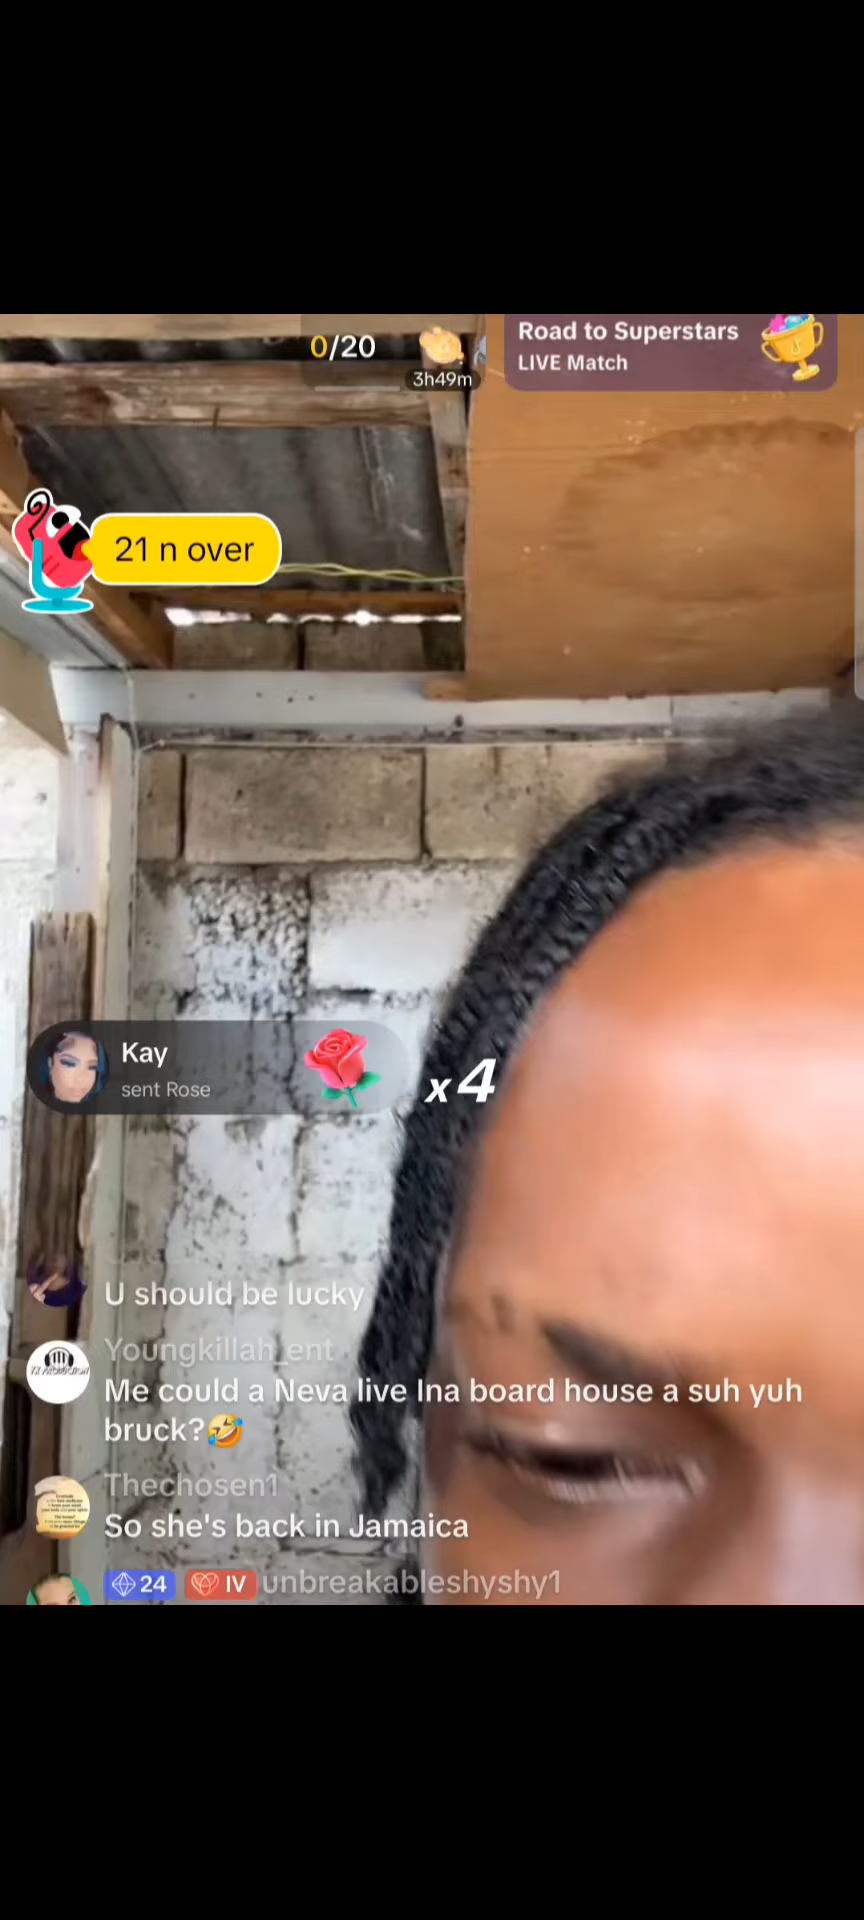 0/20
3h49m
Road to Superstars
LIVE Match
21 n over
Kay
sent Rose
x4
U should be lucky
Youngkillah_ent
Me could a Neva live Ina board house a suh yuh
bruck?🤣
Thechosen1
So she's back in Jamaica
24 IV unbreakableshyshy1